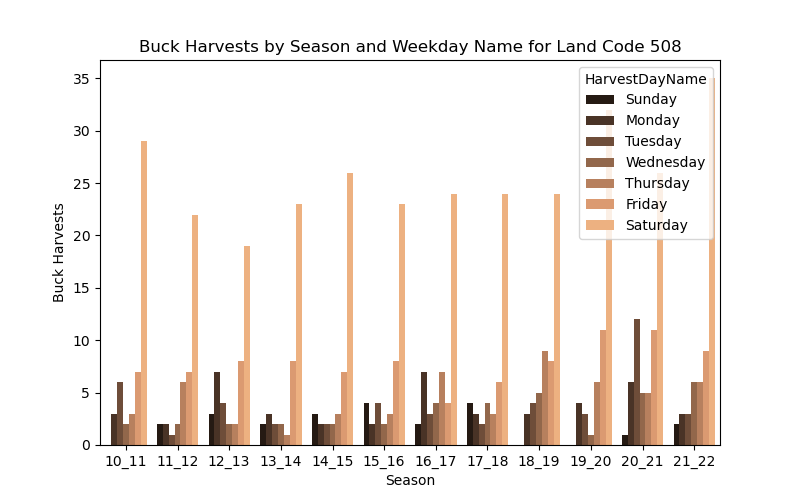 Buck Harvests by Season and Weekday Name for Land Code 508
HarvestDayName
Sunday
Monday
Tuesday
Wednesday
Thursday
Friday
Saturday
35
30
25
20
15
10
5
0
Buck Harvests
10_11 11_12 12_13 13_14 14_15 15_16 16_17 17_18 18_19 19_20 20_21 21_22
Season